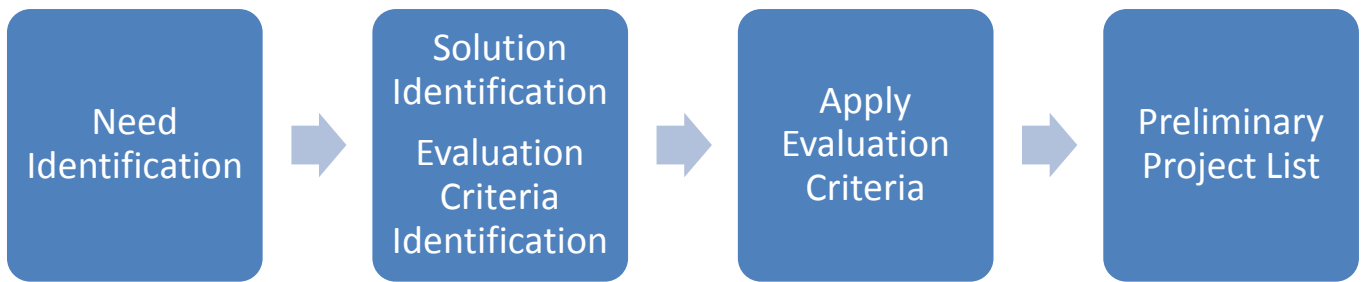 Need
Identification
Solution
Identification
Evaluation
Criteria
Identification
Apply
Evaluation
Criteria
Preliminary
Project List